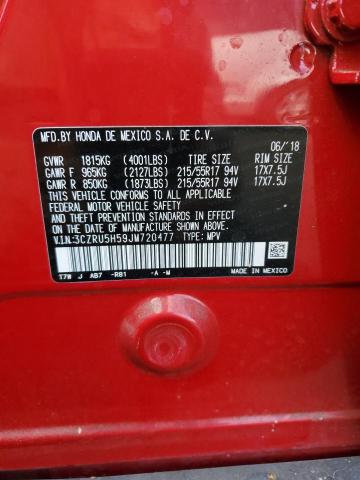 MFD.BY HONDA DE MEXICO S.A. DE C.V.
06/'18
GVWR 1815KG (4001LBS) TIRE SIZE RIM SIZE
GAWR F 965KG (2127LBS) 215/55R17 94V 17X7.5J
GAWR R 850KG (1873LBS) 215/55R17 94V 17X7.5J
THIS VEHICLE CONFORMS TO ALL APPLICABLE
FEDERAL MOTOR VEHICLE SAFETY STANDARDS IN EFFECT ON THE
DATE OF MANUFACTURE SHOWN ABOVE.
V.I.N:3CZRU5H59JM720477 TYPE: MPV
T7W J AB7 -R81 -A -M
MADE IN MEXICO